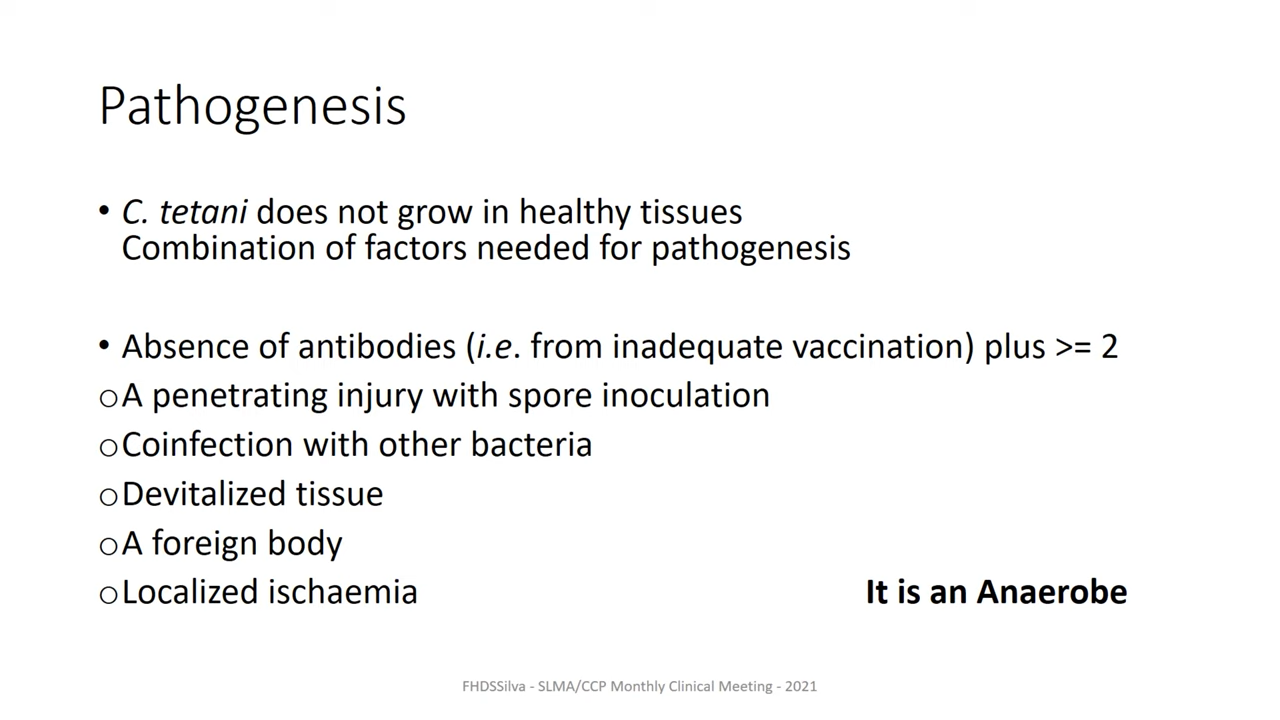 Pathogenesis
• C. tetani does not grow in healthy tissues
Combination of factors needed for pathogenesis
• Absence of antibodies (i.e. from inadequate vaccination) plus >= 2
o A penetrating injury with spore inoculation
o Coinfection with other bacteria
o Devitalized tissue
o A foreign body
o Localized ischaemia
It is an Anaerobe
FHDSSilva - SLMA/CCP Monthly Clinical Meeting - 2021